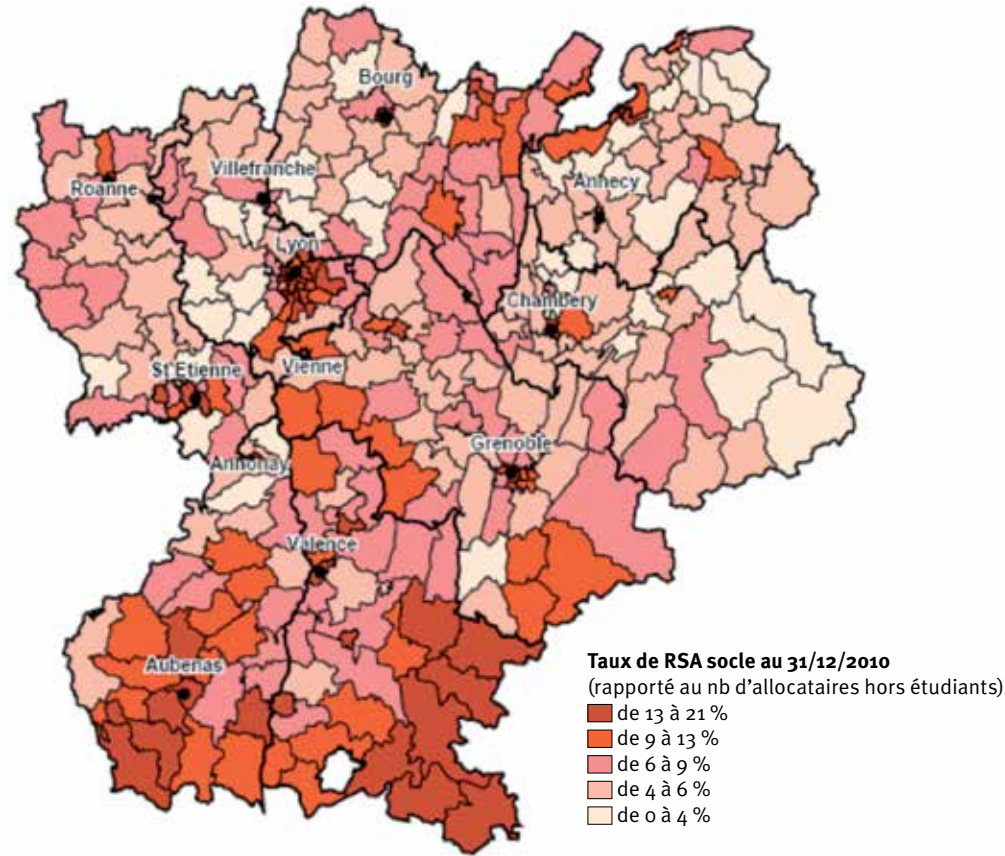 Bourg
Villefranche
Roanne
Annecy
Lyon
Chambéry
St Etienne
Vienne
Grenoble
Annonay
Valence
Aubenas
Taux de RSA socle au 31/12/2010
(rapporté au nb d’allocataires hors étudiants)
de 13 à 21 %
de 9 à 13 %
de 6 à 9 %
de 4 à 6 %
de 0 à 4 %